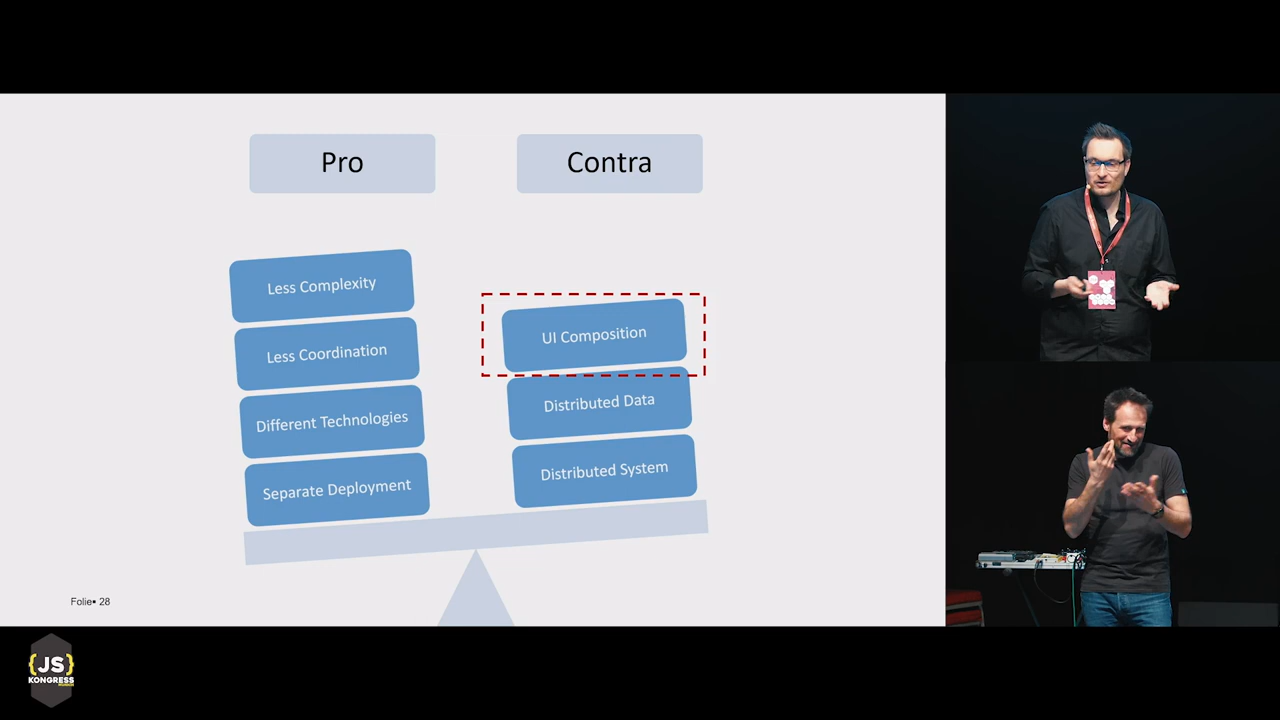 Pro
Contra
Less Complexity
Less Coordination
Different Technologies
Separate Deployment
UI Composition
Distributed Data
Distributed System
Folie▪ 28
{JS}
KONGRESS